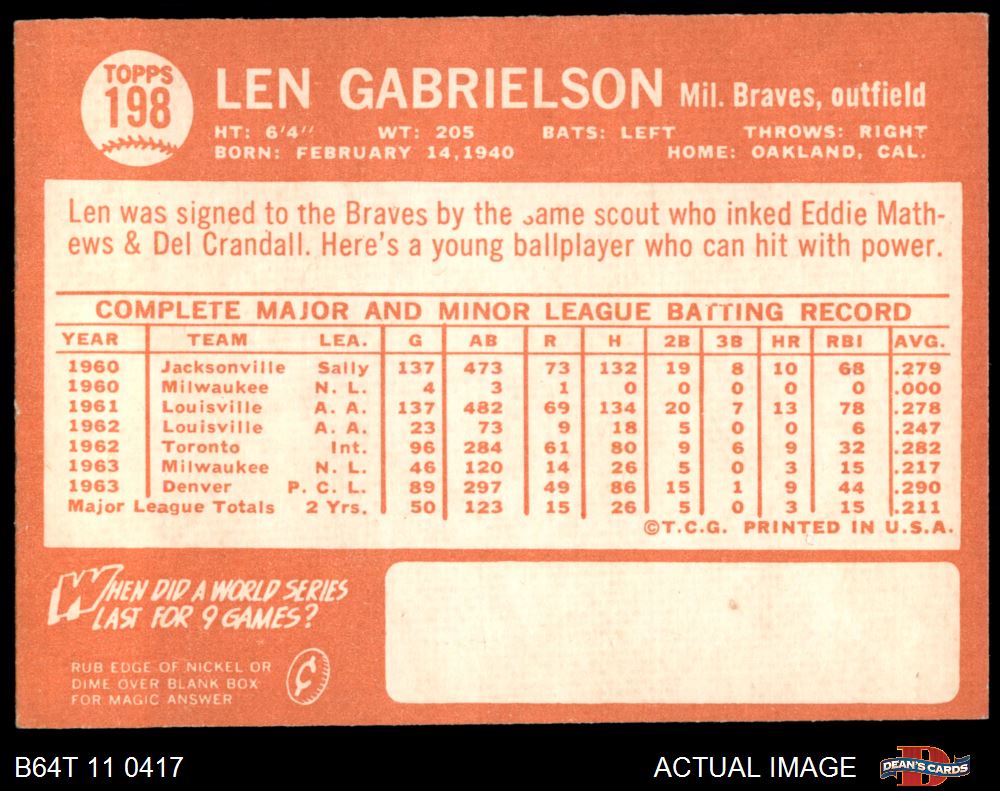 TOPPS
198
LEN GABRIELSON Mil. Braves, outfield
HT: 6'4" WT: 205 BATS: LEFT THROWS: RIGHT
BORN: FEBRUARY 14, 1940 HOME: OAKLAND, CAL.
Len was signed to the Braves by the same scout who inked Eddie Math-
ews & Del Crandall. Here's a young ballplayer who can hit with power.
COMPLETE MAJOR AND MINOR LEAGUE BATTING RECORD
YEAR TEAM LEA. G AB R H 2B 3B HR RBI AVG.
1960 Jacksonville Sally 137 473 73 132 19 8 10 68 .279
1960 Milwaukee N. L. 4 3 1 0 0 0 0 0 .000
1961 Louisville A. A. 137 482 69 134 20 7 13 78 .278
1962 Louisville A. A. 23 73 9 18 5 0 0 6 .247
1962 Toronto Int. 96 284 61 80 9 6 9 32 .282
1963 Milwaukee N. L. 46 120 14 26 5 0 3 15 .217
1963 Denver P. C. L. 89 297 49 86 15 1 9 44 .290
Major League Totals 2 Yrs. 50 123 15 26 5 0 3 15 .211
©T.C.G. PRINTED IN U.S.A.
WHEN DID A WORLD SERIES
LAST FOR 9 GAMES?
RUB EDGE OF NICKEL OR
DIME OVER BLANK BOX
FOR MAGIC ANSWER
¢
B64T 11 0417 ACTUAL IMAGE
D
DEAN'S CARDS